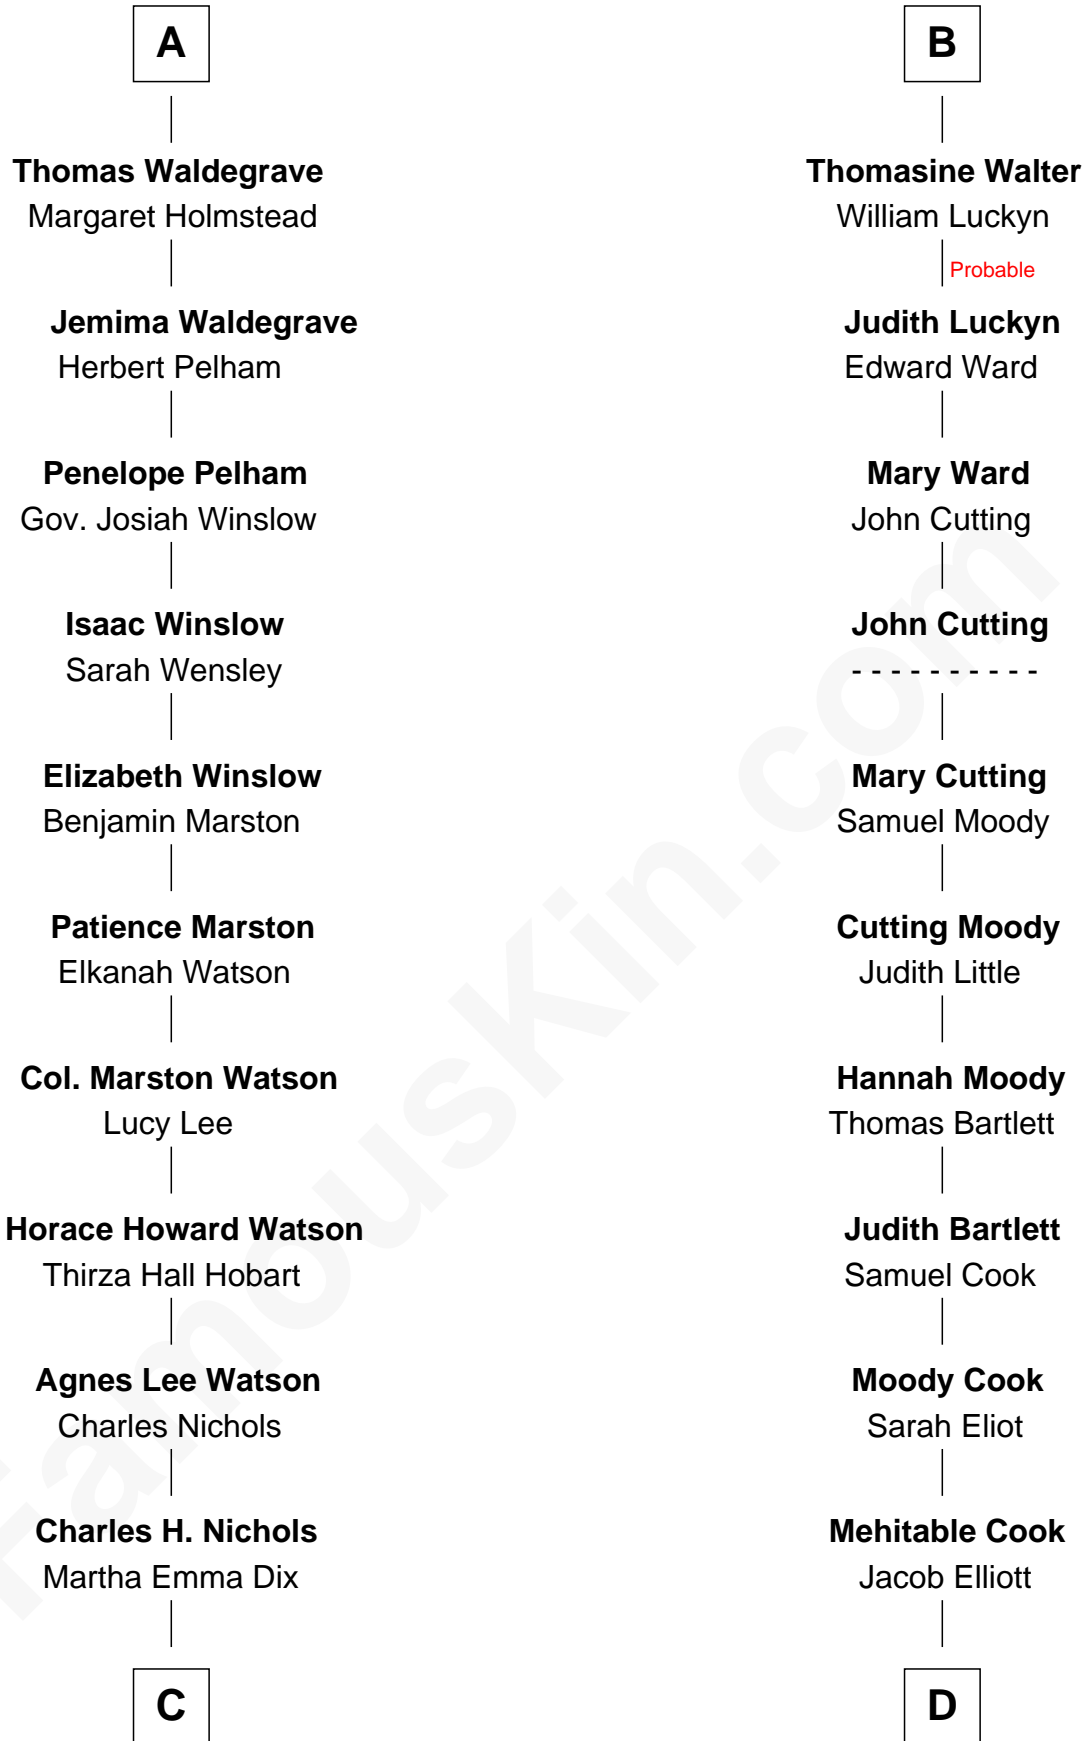 A
Thomas Waldegrave
Margaret Holmstead
Jemima Waldegrave
Herbert Pelham
Penelope Pelham
Gov. Josiah Winslow
Isaac Winslow
Sarah Wensley
Elizabeth Winslow
Benjamin Marston
Patience Marston
Elkanah Watson
Col. Marston Watson
Lucy Lee
Horace Howard Watson
Thirza Hall Hobart
Agnes Lee Watson
Charles Nichols
Charles H. Nichols
Martha Emma Dix
C
B
Thomasine Walter
William Luckyn
Probable
Judith Luckyn
Edward Ward
Mary Ward
John Cutting
John Cutting
- - - - - - - - - -
Mary Cutting
Samuel Moody
Cutting Moody
Judith Little
Hannah Moody
Thomas Bartlett
Judith Bartlett
Samuel Cook
Moody Cook
Sarah Eliot
Mehitable Cook
Jacob Elliott
D
FamousKin.com